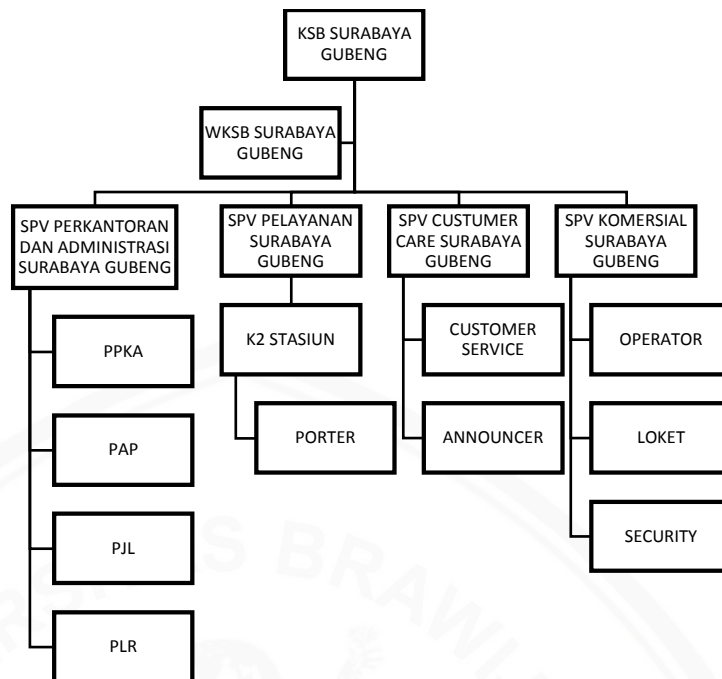 KSB SURABAYA
GUBENG
WKSB SURABAYA
GUBENG
SPV PERKANTORAN
DAN ADMINISTRASI
SURABAYA GUBENG
SPV PELAYANAN
SURABAYA
GUBENG
SPV CUSTUMER
CARE SURABAYA
GUBENG
SPV KOMERSIAL
SURABAYA
GUBENG
PPKA
PAP
PJL
PLR
K2 STASIUN
PORTER
CUSTOMER
SERVICE
ANNOUNCER
OPERATOR
LOKET
SECURITY